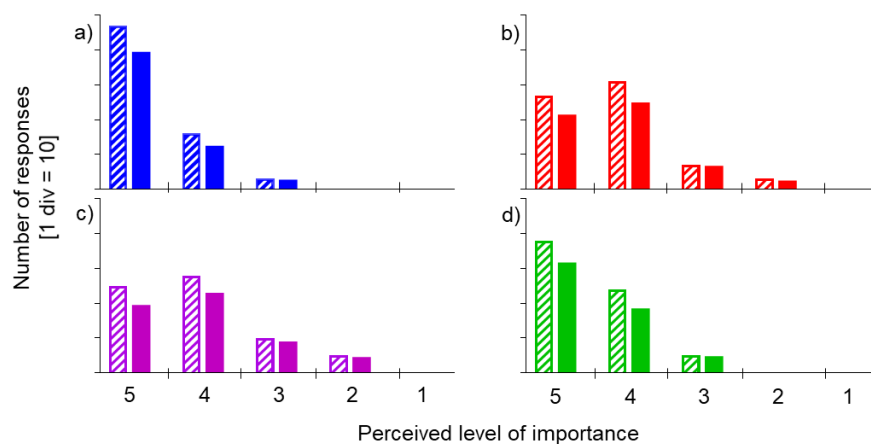 a)
b)
Number of responses
[1 div = 10]
c)
d)
5 4 3 2 1
5 4 3 2 1
Perceived level of importance